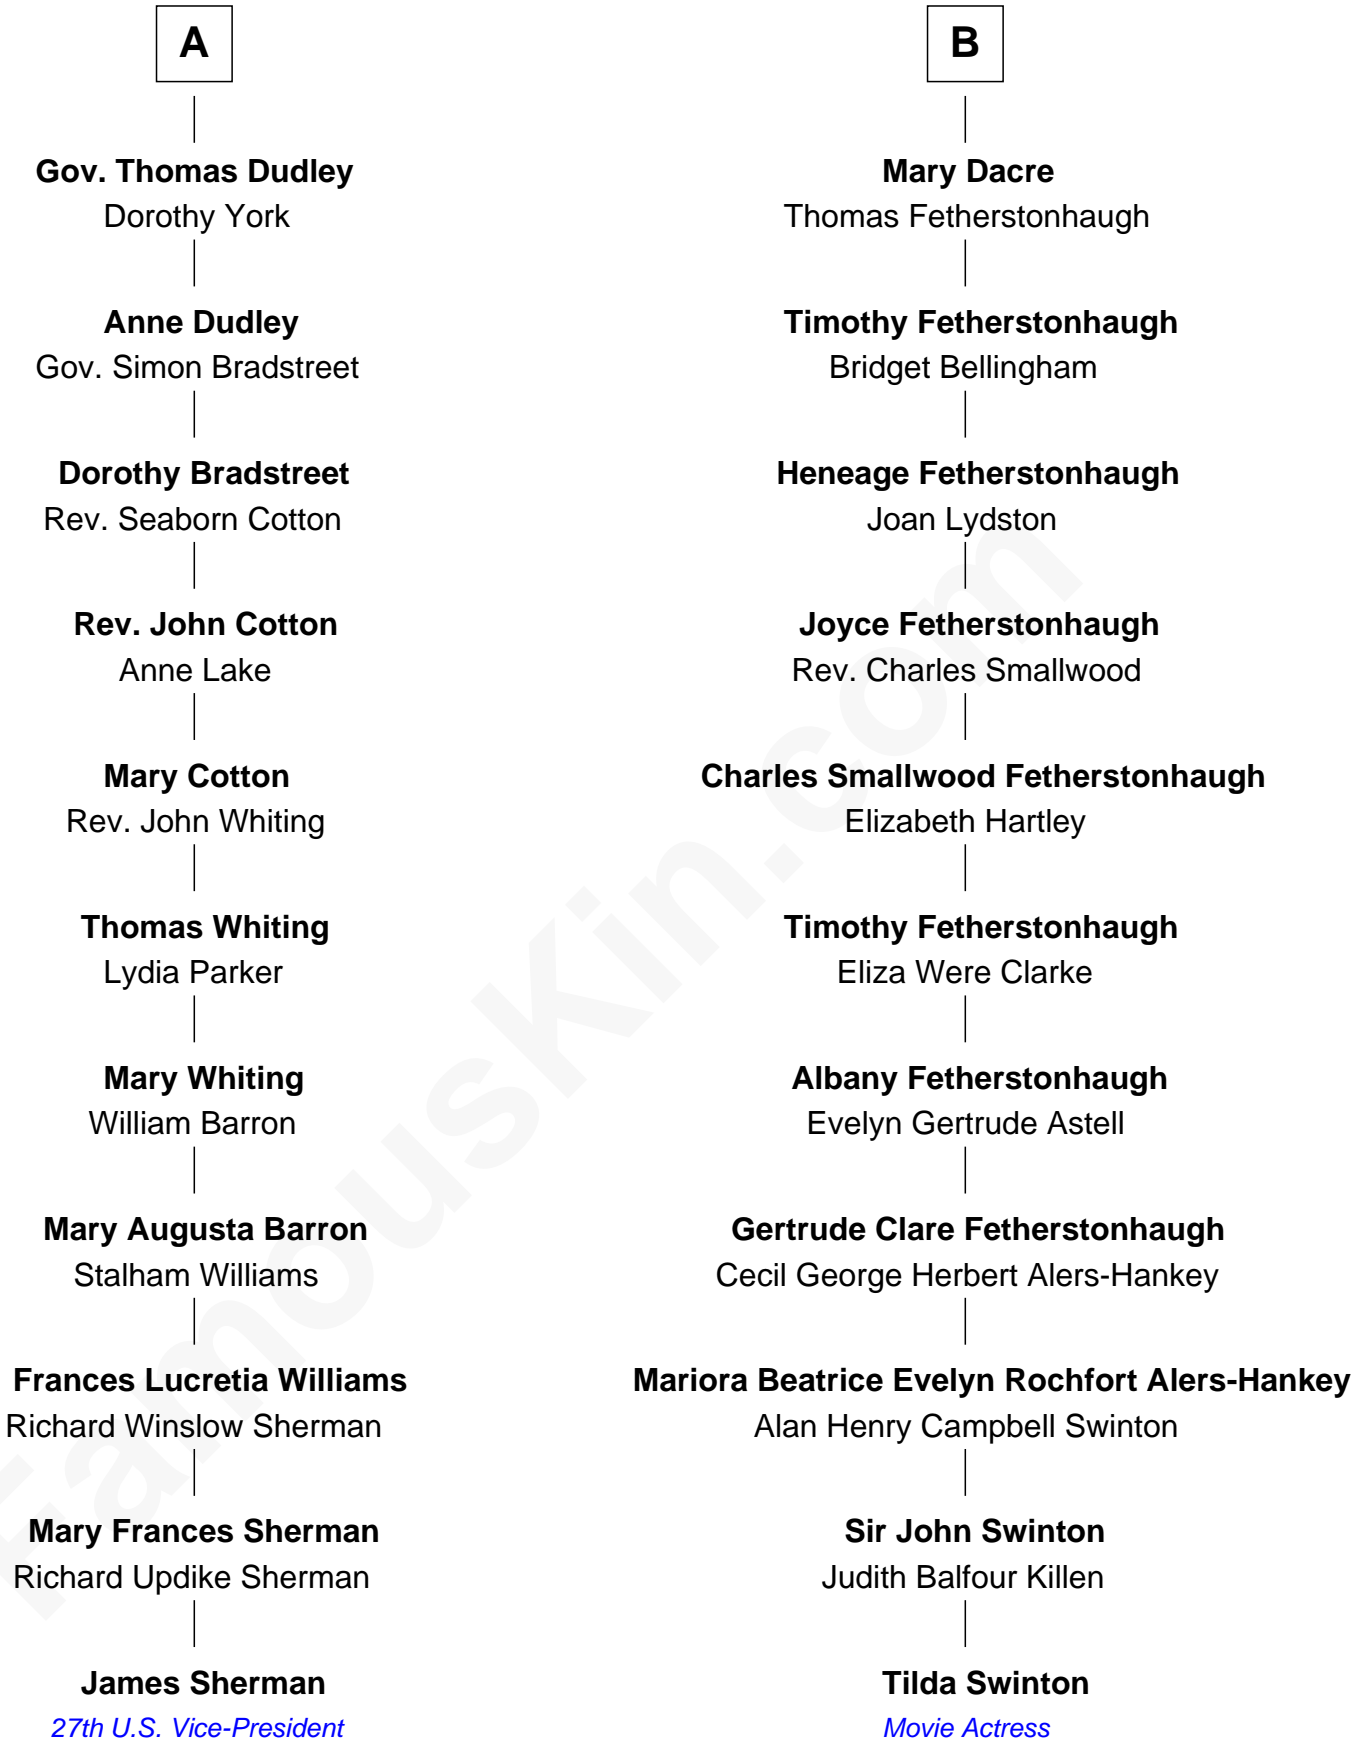 A
Gov. Thomas Dudley
Dorothy York
Anne Dudley
Gov. Simon Bradstreet
Dorothy Bradstreet
Rev. Seaborn Cotton
Rev. John Cotton
Anne Lake
Mary Cotton
Rev. John Whiting
Thomas Whiting
Lydia Parker
Mary Whiting
William Barron
Mary Augusta Barron
Stalham Williams
Frances Lucretia Williams
Richard Winslow Sherman
Mary Frances Sherman
Richard Updike Sherman
James Sherman
27th U.S. Vice-President
B
Mary Dacre
Thomas Fetherstonhaugh
Timothy Fetherstonhaugh
Bridget Bellingham
Heneage Fetherstonhaugh
Joan Lydston
Joyce Fetherstonhaugh
Rev. Charles Smallwood
Charles Smallwood Fetherstonhaugh
Elizabeth Hartley
Timothy Fetherstonhaugh
Eliza Were Clarke
Albany Fetherstonhaugh
Evelyn Gertrude Astell
Gertrude Clare Fetherstonhaugh
Cecil George Herbert Alers-Hankey
Mariora Beatrice Evelyn Rochfort Alers-Hankey
Alan Henry Campbell Swinton
Sir John Swinton
Judith Balfour Killen
Tilda Swinton
Movie Actress
FamousKin.com